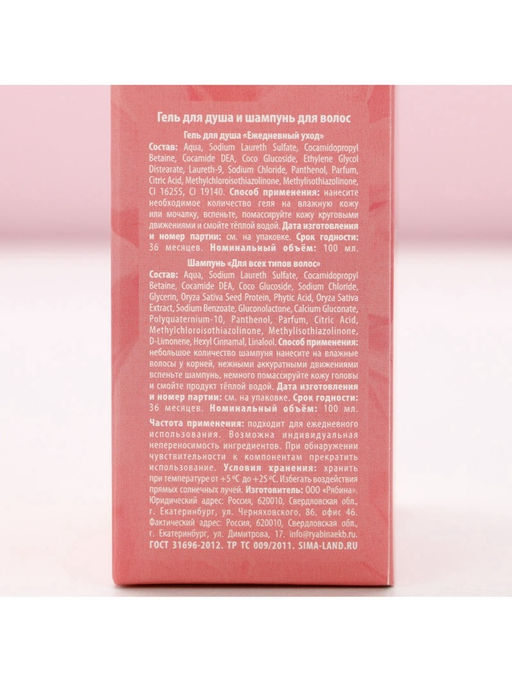 Гель для душа и шампунь для волос
Гель для душа «Ежедневный уход»
Состав: Aqua, Sodium Laureth Sulfate, Cocamidopropyl
Betaine, Cocamide DEA, Coco Glucoside, Ethylene Glycol
Distearate, Laureth-9, Sodium Chloride, Panthenol, Parfum,
Citric Acid, Methylchloroisothiazolinone, Methylisothiazolinone,
CI 16255, CI 19140. Способ применения: нанесите
необходимое количество геля на влажную кожу
или мочалку, вспеньте, помассируйте кожу круговыми
движениями и смойте тёплой водой. Дата изготовления
и номер партии: см. на упаковке. Срок годности:
36 месяцев. Номинальный объём: 100 мл.
Шампунь «Для всех типов волос»
Состав: Aqua, Sodium Laureth Sulfate, Cocamidopropyl
Betaine, Cocamide DEA, Coco Glucoside, Sodium Chloride,
Glycerin, Oryza Sativa Seed Protein, Phytic Acid, Oryza Sativa
Extract, Sodium Benzoate, Gluconolactone, Calcium Gluconate,
Polyquaternium-10, Panthenol, Parfum, Citric Acid,
Methylchloroisothiazolinone, Methylisothiazolinone,
D-Limonene, Hexyl Cinnamal, Linalool. Способ применения:
небольшое количество шампуня нанесите на влажные
волосы у корней, нежными аккуратными движениями
вспеньте шампунь, немного помассируйте кожу головы
и смойте продукт тёплой водой. Дата изготовления
и номер партии: см. на упаковке. Срок годности:
36 месяцев. Номинальный объём: 100 мл.
Частота применения: подходит для ежедневного
использования. Возможна индивидуальная
непереносимость ингредиентов. При обнаружении
чувствительности к компонентам прекратить
использование. Условия хранения: хранить
при температуре от +5 °C до +25 °C. Избегать воздействия
прямых солнечных лучей. Изготовитель: ООО «Рябина».
Юридический адрес: Россия, 620010, Свердловская обл.,
г. Екатеринбург, ул. Черняховского, 86, офис 46.
Фактический адрес: Россия, 620010, Свердловская обл.,
г. Екатеринбург, ул. Димитрова, 17. info@ryabinaekb.ru
ГОСТ 31696-2012. ТР ТС 009/2011. SIMA-LAND.RU